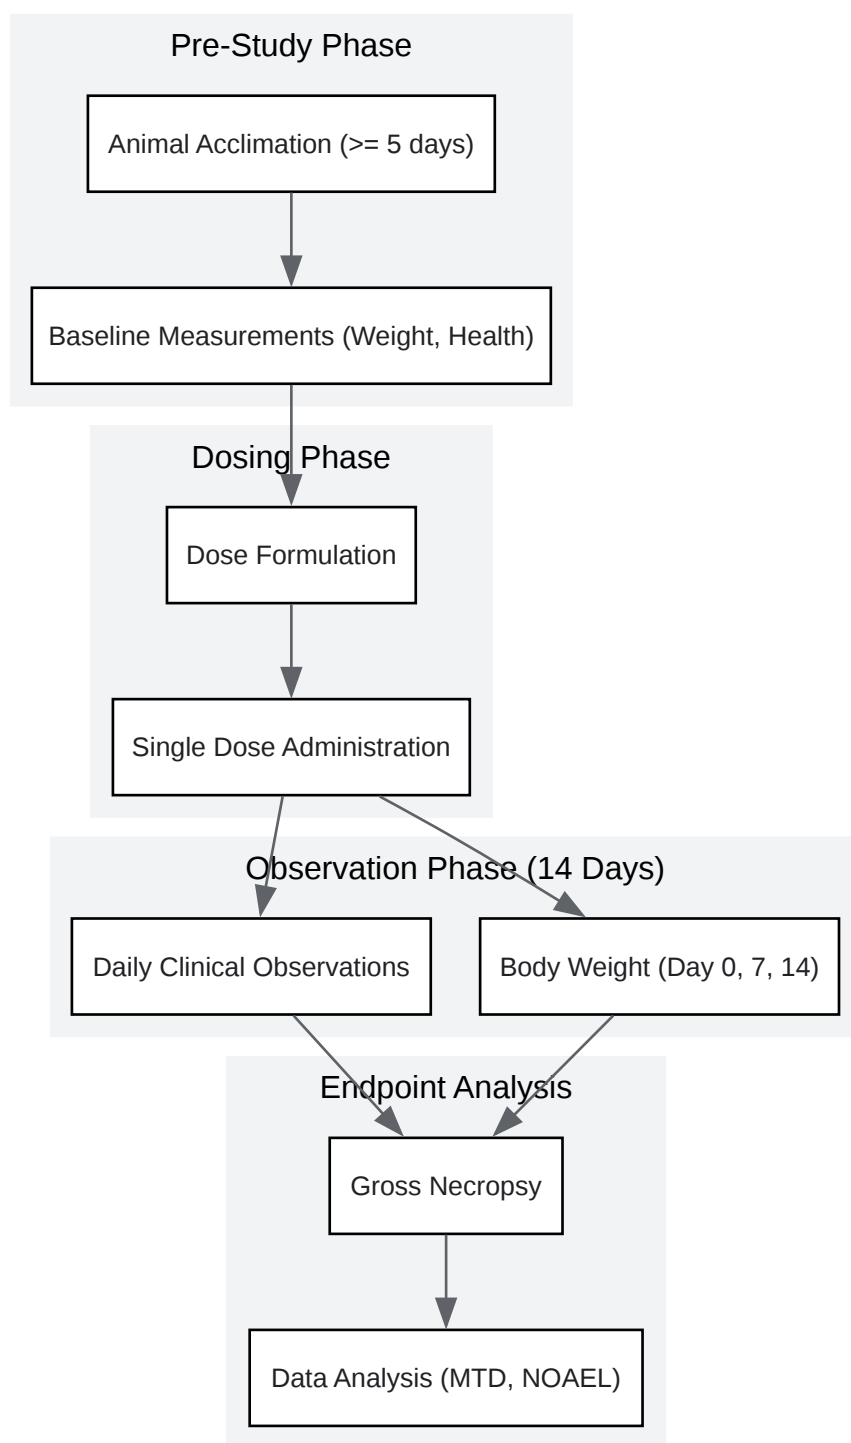 Pre-Study Phase
Animal Acclimation (>= 5 days)
Baseline Measurements (Weight, Health)
Dosing Phase
Dose Formulation
Single Dose Administration
Observation Phase (14 Days)
Daily Clinical Observations
Body Weight (Day 0, 7, 14)
Endpoint Analysis
Gross Necropsy
Data Analysis (MTD, NOAEL)